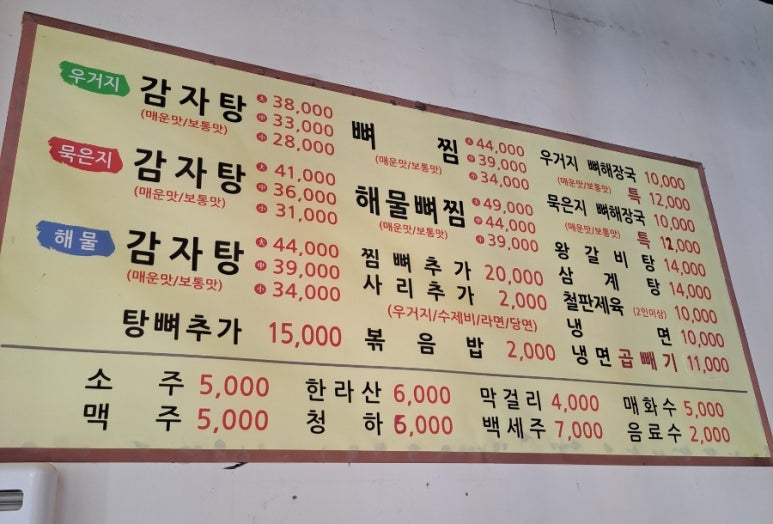 우거지 감자탕 (매운맛/보통맛) 大 38,000 中 33,000 小 28,000
묵은지 감자탕 (매운맛/보통맛) 大 41,000 中 36,000 小 31,000
해물 감자탕 (매운맛/보통맛) 大 44,000 中 39,000 小 34,000
탕뼈추가 15,000
뼈찜 (매운맛/보통맛) 大 44,000 中 39,000 小 34,000
해물뼈찜 (매운맛/보통맛) 大 49,000 中 44,000 小 39,000
찜뼈추가 20,000
사리추가 2,000
(우거지/수제비/라면/당면)
볶음밥 2,000
우거지 뼈해장국 10,000
(매운맛/보통맛) 특 12,000
묵은지 뼈해장국 10,000
(매운맛/보통맛) 특 12,000
왕갈비탕 14,000
삼계탕 14,000
철판제육 (2인이상) 10,000
냉면 10,000
냉면곱빼기 11,000
소주 5,000 한라산 6,000 막걸리 4,000 매화수 5,000
맥주 5,000 청하 6,000 백세주 7,000 음료수 2,000